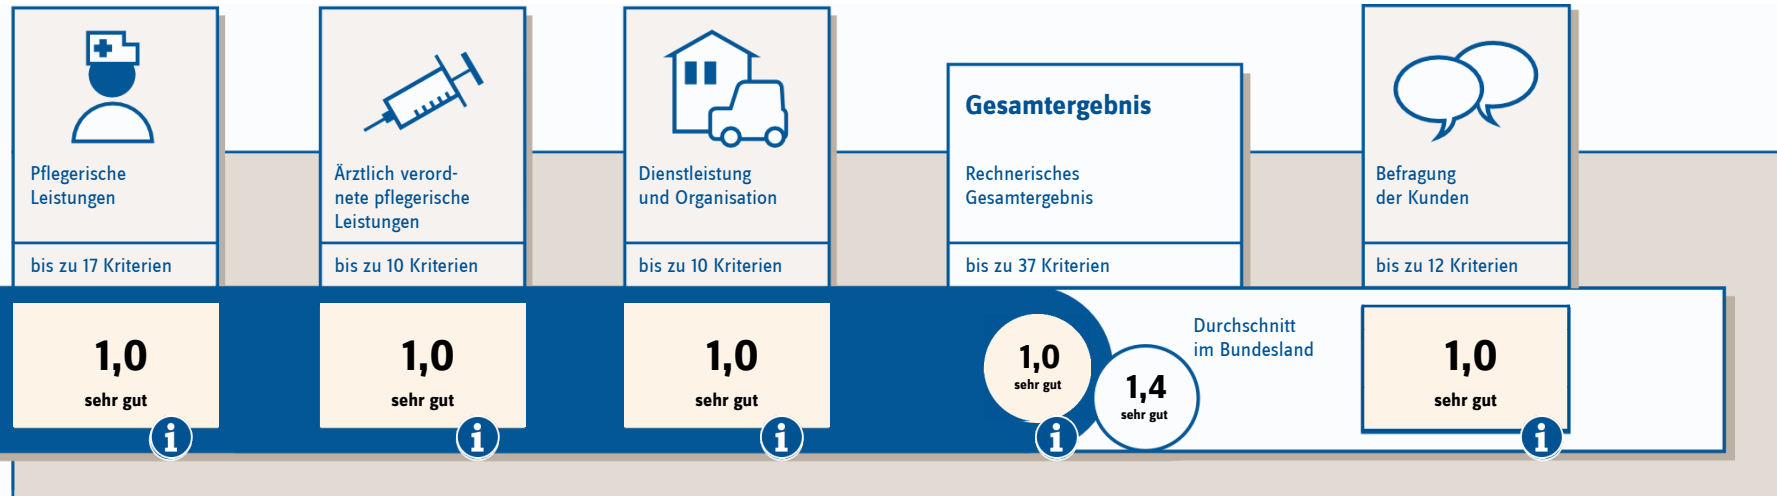 Pflegerische
Leistungen
bis zu 17 Kriterien
1,0
sehr gut
i
Ärztlich verord-
nete pflegerische
Leistungen
bis zu 10 Kriterien
1,0
sehr gut
i
Dienstleistung
und Organisation
bis zu 10 Kriterien
1,0
sehr gut
i
Gesamtergebnis
Rechnerisches
Gesamtergebnis
bis zu 37 Kriterien
1,0
sehr gut
i
Durchschnitt
im Bundesland
1,4
sehr gut
Befragung
der Kunden
bis zu 12 Kriterien
1,0
sehr gut
i